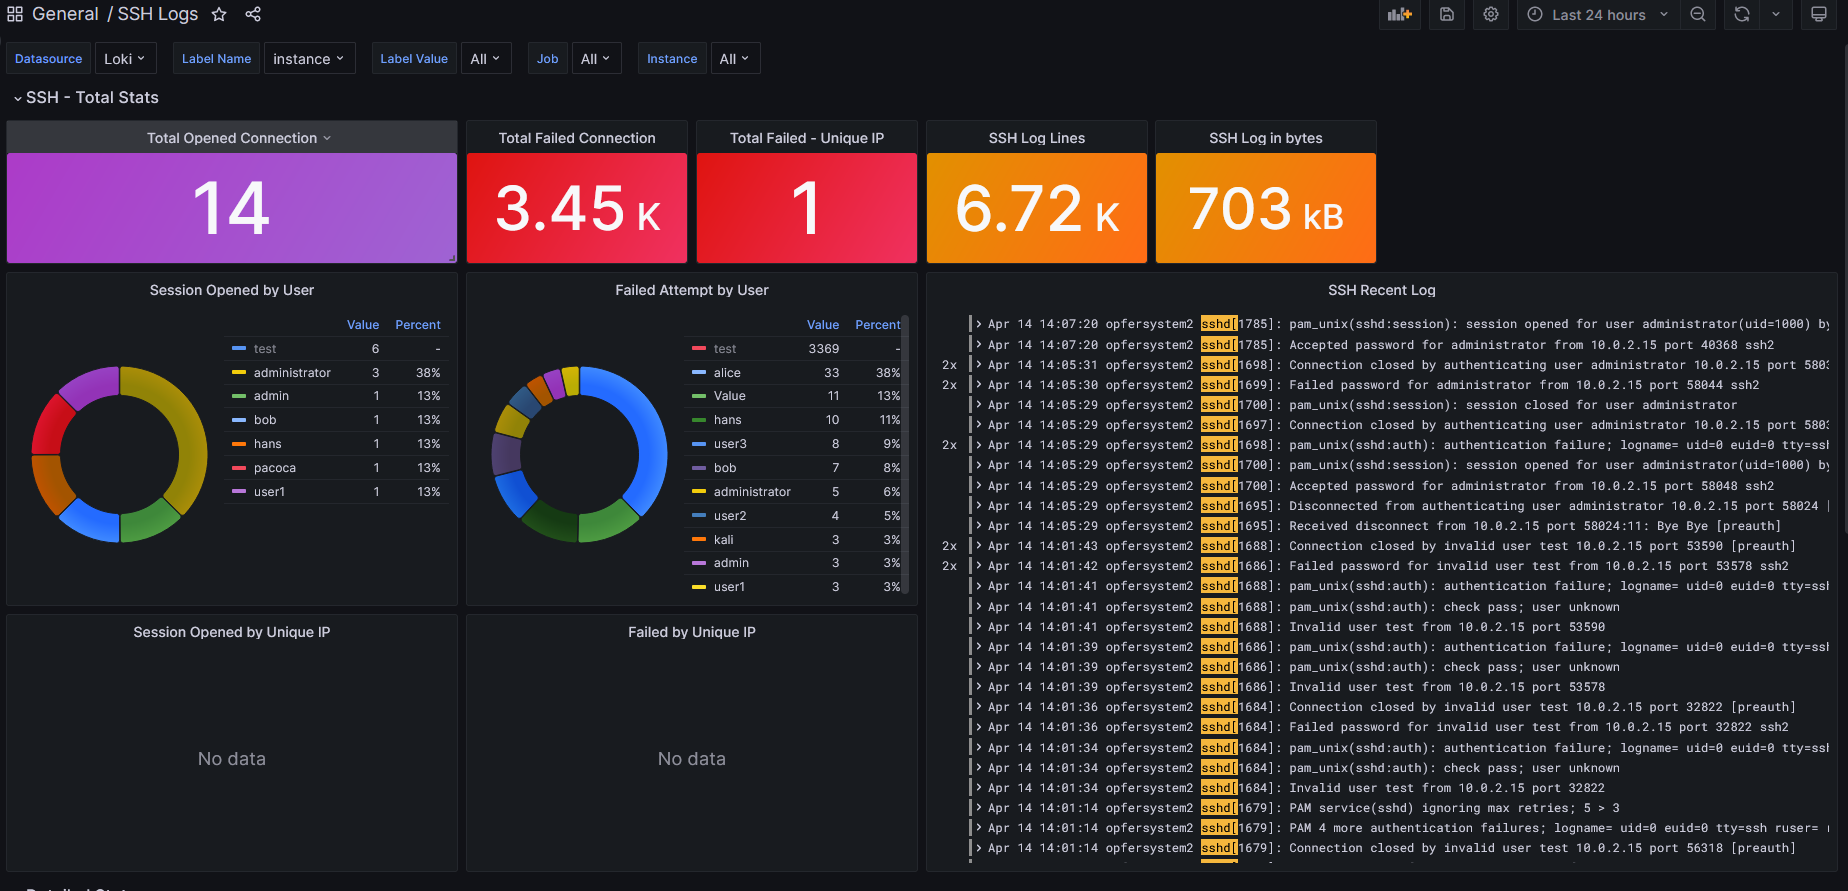 General / SSH Logs
Last 24 hours
Datasource Loki Label Name instance Label Value All Job All Instance All
SSH - Total Stats
Total Opened Connection
14
Total Failed Connection
3.45 K
Total Failed - Unique IP
1
SSH Log Lines
6.72 K
SSH Log in bytes
703 kB
Session Opened by User
Value Percent
test 6 -
administrator 3 38%
admin 1 13%
bob 1 13%
hans 1 13%
pacoca 1 13%
user1 1 13%
Failed Attempt by User
Value Percent
test 3369 -
alice 33 38%
Value 11 13%
hans 10 11%
user3 8 9%
bob 7 8%
administrator 5 6%
user2 4 5%
kali 3 3%
admin 3 3%
user1 3 3%
SSH Recent Log
Apr 14 14:07:20 opfersystem2 sshd[1785]: pam_unix(sshd:session): session opened for user administrator(uid=1000) by
Apr 14 14:07:20 opfersystem2 sshd[1785]: Accepted password for administrator from 10.0.2.15 port 40368 ssh2
2x Apr 14 14:05:31 opfersystem2 sshd[1698]: Connection closed by authenticating user administrator 10.0.2.15 port 5803
2x Apr 14 14:05:30 opfersystem2 sshd[1699]: Failed password for administrator from 10.0.2.15 port 58044 ssh2
Apr 14 14:05:29 opfersystem2 sshd[1700]: pam_unix(sshd:session): session closed for user administrator
Apr 14 14:05:29 opfersystem2 sshd[1697]: Connection closed by authenticating user administrator 10.0.2.15 port 5803
2x Apr 14 14:05:29 opfersystem2 sshd[1698]: pam_unix(sshd:auth): authentication failure; logname= uid=0 euid=0 tty=ssh
Apr 14 14:05:29 opfersystem2 sshd[1700]: pam_unix(sshd:session): session opened for user administrator(uid=1000) by
Apr 14 14:05:29 opfersystem2 sshd[1700]: Accepted password for administrator from 10.0.2.15 port 58048 ssh2
Apr 14 14:05:29 opfersystem2 sshd[1695]: Disconnected from authenticating user administrator 10.0.2.15 port 58024 [
Apr 14 14:05:29 opfersystem2 sshd[1695]: Received disconnect from 10.0.2.15 port 58024:11: Bye Bye [preauth]
2x Apr 14 14:01:43 opfersystem2 sshd[1688]: Connection closed by invalid user test 10.0.2.15 port 53590 [preauth]
2x Apr 14 14:01:42 opfersystem2 sshd[1686]: Failed password for invalid user test from 10.0.2.15 port 53578 ssh2
Apr 14 14:01:41 opfersystem2 sshd[1688]: pam_unix(sshd:auth): authentication failure; logname= uid=0 euid=0 tty=ssh
Apr 14 14:01:41 opfersystem2 sshd[1688]: pam_unix(sshd:auth): check pass; user unknown
Apr 14 14:01:41 opfersystem2 sshd[1688]: Invalid user test from 10.0.2.15 port 53590
Apr 14 14:01:39 opfersystem2 sshd[1686]: pam_unix(sshd:auth): authentication failure; logname= uid=0 euid=0 tty=ssh
Apr 14 14:01:39 opfersystem2 sshd[1686]: pam_unix(sshd:auth): check pass; user unknown
Apr 14 14:01:39 opfersystem2 sshd[1686]: Invalid user test from 10.0.2.15 port 53578
Apr 14 14:01:36 opfersystem2 sshd[1684]: Connection closed by invalid user test 10.0.2.15 port 32822 [preauth]
Apr 14 14:01:36 opfersystem2 sshd[1684]: Failed password for invalid user test from 10.0.2.15 port 32822 ssh2
Apr 14 14:01:34 opfersystem2 sshd[1684]: pam_unix(sshd:auth): authentication failure; logname= uid=0 euid=0 tty=ssh
Apr 14 14:01:34 opfersystem2 sshd[1684]: pam_unix(sshd:auth): check pass; user unknown
Apr 14 14:01:34 opfersystem2 sshd[1684]: Invalid user test from 10.0.2.15 port 32822
Apr 14 14:01:14 opfersystem2 sshd[1679]: PAM service(sshd) ignoring max retries; 5 > 3
Apr 14 14:01:14 opfersystem2 sshd[1679]: PAM 4 more authentication failures; logname= uid=0 euid=0 tty=ssh ruser=
Apr 14 14:01:14 opfersystem2 sshd[1679]: Connection closed by invalid user test 10.0.2.15 port 56318 [preauth]
Session Opened by Unique IP
No data
Failed by Unique IP
No data